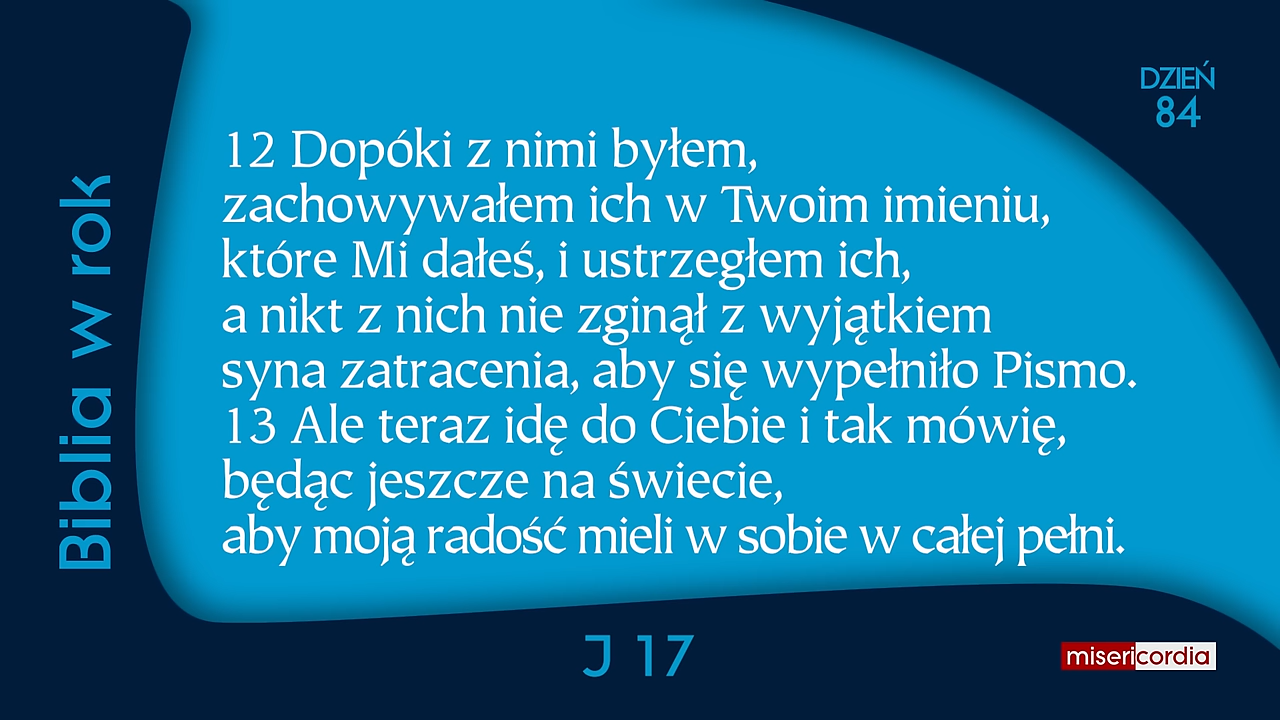 DZIEŃ
84
Biblia w rok
12 Dopóki z nimi byłem,
zachowywałem ich w Twoim imieniu,
które Mi dałeś, i ustrzegłem ich,
a nikt z nich nie zginął z wyjątkiem
syna zatracenia, aby się wypełniło Pismo.
13 Ale teraz idę do Ciebie i tak mówię,
będąc jeszcze na świecie,
aby moją radość mieli w sobie w całej pełni.
J 17
misericordia